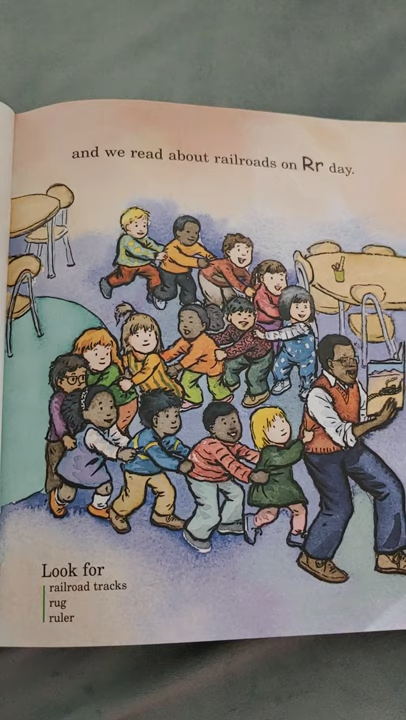 and we read about railroads on Rr day.
Look for
railroad tracks
rug
ruler